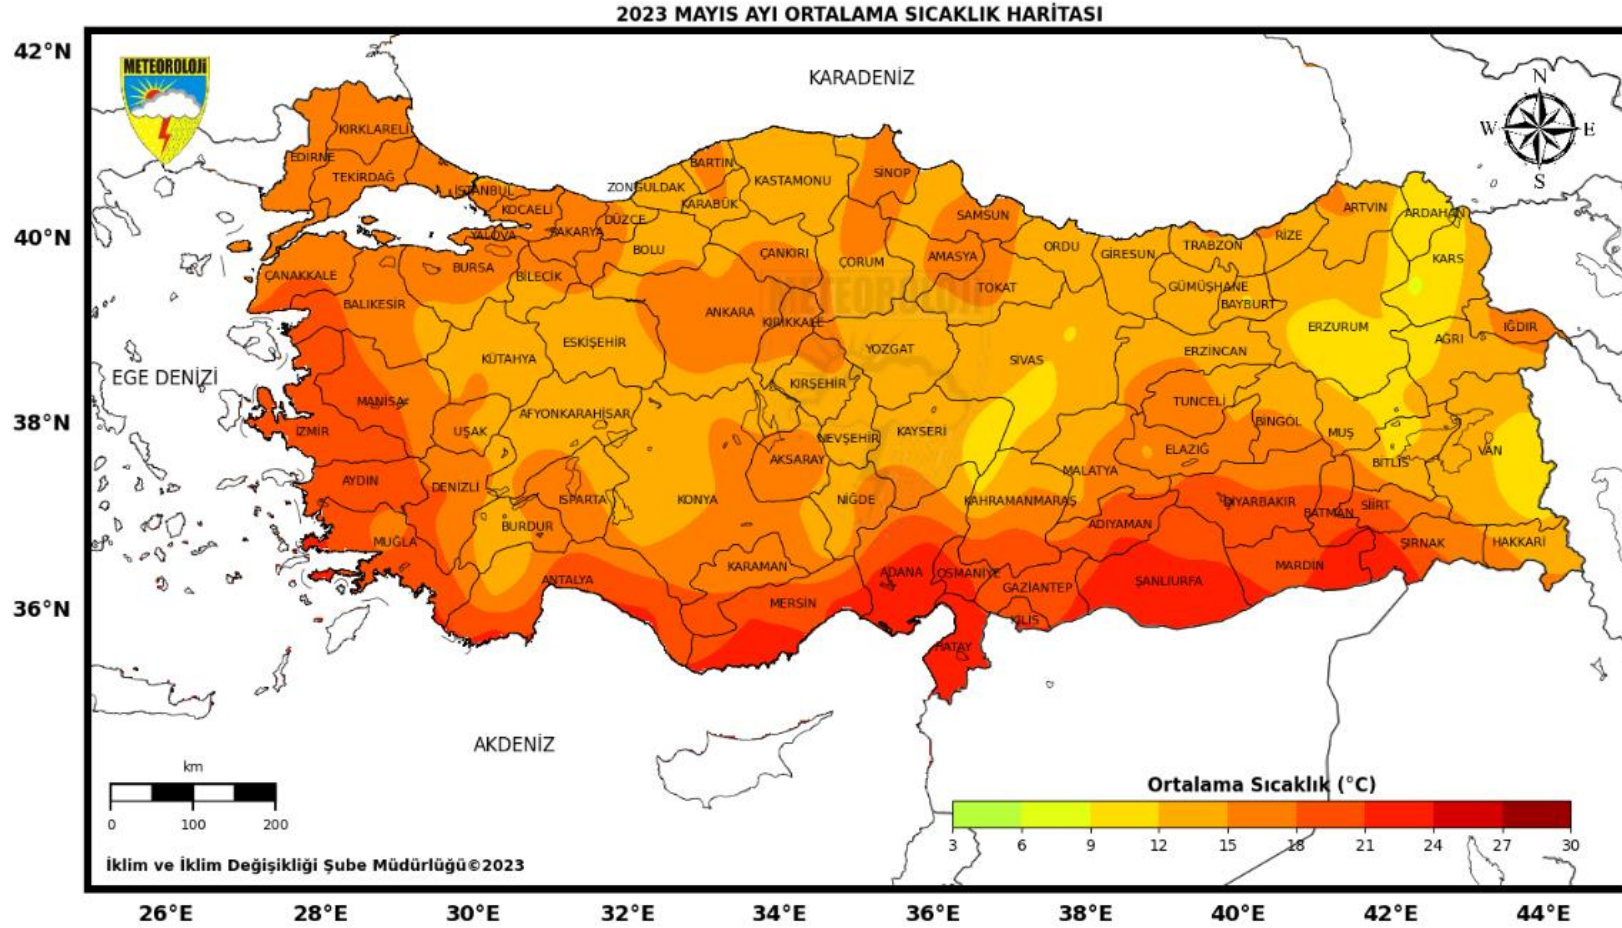 2023 MAYIS AYI ORTALAMA SICAKLIK HARİTASI
42°N
40°N
38°N
36°N
METEOROLOJİ
KARADENİZ
N
W
E
S
KIRKLARELİ
EDİRNE
TEKİRDAĞ
İSTANBUL
KOCAELİ
YALOVA
SAKARYA
DÜZCE
ZONGULDAK
BARTIN
KARABÜK
KASTAMONU
SİNOP
SAMSUN
ORDU
GİRESUN
TRABZON
RİZE
ARTVİN
ARDAHAN
KARS
ÇANAKKALE
BALIKESİR
BURSA
BİLECİK
BOLU
ÇANKIRI
ÇORUM
AMASYA
TOKAT
GÜMÜŞHANE
BAYBURT
ERZURUM
AĞRI
IĞDIR
METEOROLOJİ
ANKARA
KIRIKKALE
ESKİŞEHİR
KÜTAHYA
YOZGAT
SIVAS
ERZİNCAN
EGE DENİZİ
MANİSA
İZMİR
UŞAK
AFYONKARAHİSAR
KIRŞEHİR
NEVŞEHİR
KAYSERİ
TUNCELİ
BİNGÖL
MUŞ
ELAZIĞ
BİTLİS
VAN
AYDIN
DENİZLİ
ISPARTA
BURDUR
KONYA
AKSARAY
NİĞDE
KAHRAMANMARAŞ
MALATYA
ADIYAMAN
DİYARBAKIR
BATMAN
SİİRT
ŞIRNAK
HAKKARİ
MUĞLA
ANTALYA
KARAMAN
MERSİN
ADANA
OSMANİYE
GAZİANTEP
KİLİS
HATAY
ŞANLIURFA
MARDİN
AKDENİZ
km
0 100 200
Ortalama Sıcaklık (°C)
3 6 9 12 15 18 21 24 27 30
İklim ve İklim Değişikliği Şube Müdürlüğü©2023
26°E 28°E 30°E 32°E 34°E 36°E 38°E 40°E 42°E 44°E